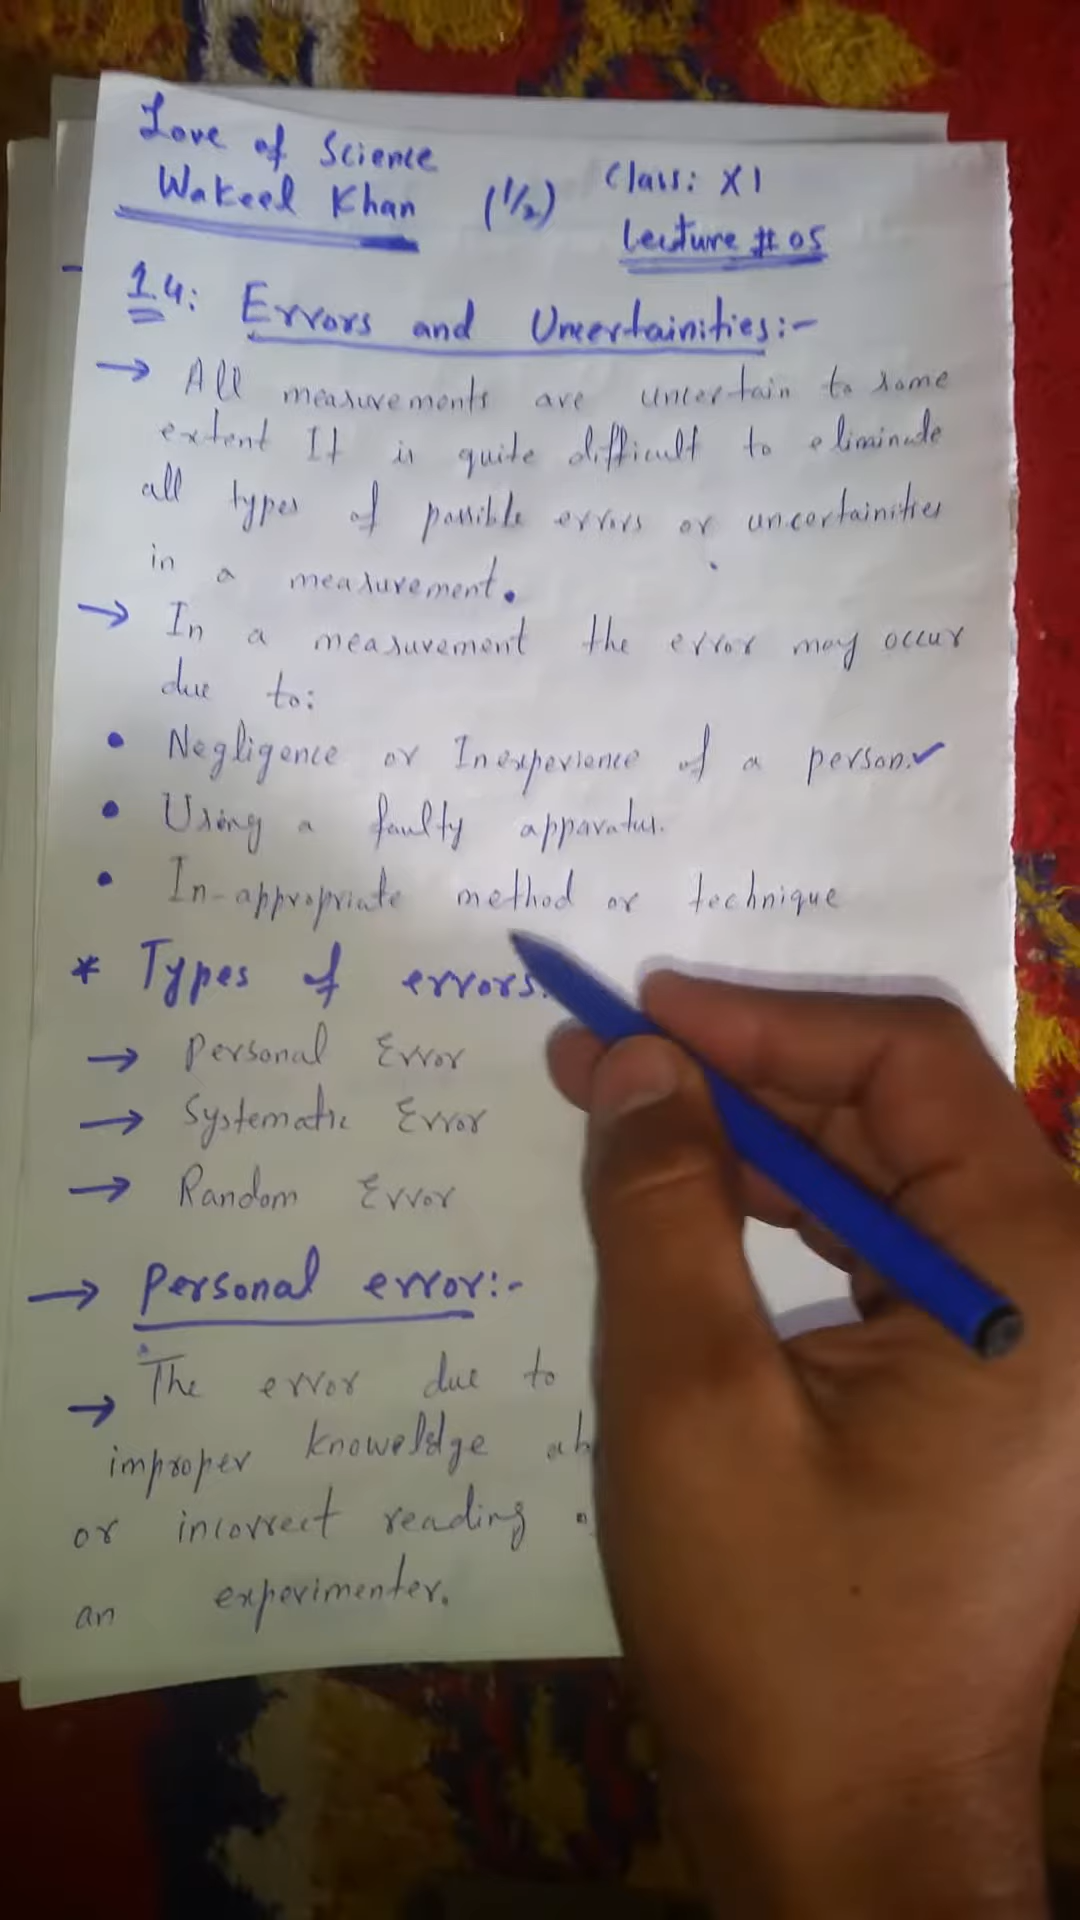 Love of Science
Wakeel Khan (1/2) Class: XI
Lecture # 05
1.4: Errors and Uncertainities:-
→ All measurements are uncertain to some
extent It is quite difficult to eliminate
all types of possible errors or uncertainities
in a measurement.
→ In a measurement the error may occur
due to:
• Negligence or Inexperience of a person.✓
• Using a faulty apparatus.
• In-appropriate method or technique
* Types of errors:
→ Personal Error
→ Systematic Error
→ Random Error
→ Personal error:-
→ The error due to
improper knoweldge
or incorrect reading
an experimenter.